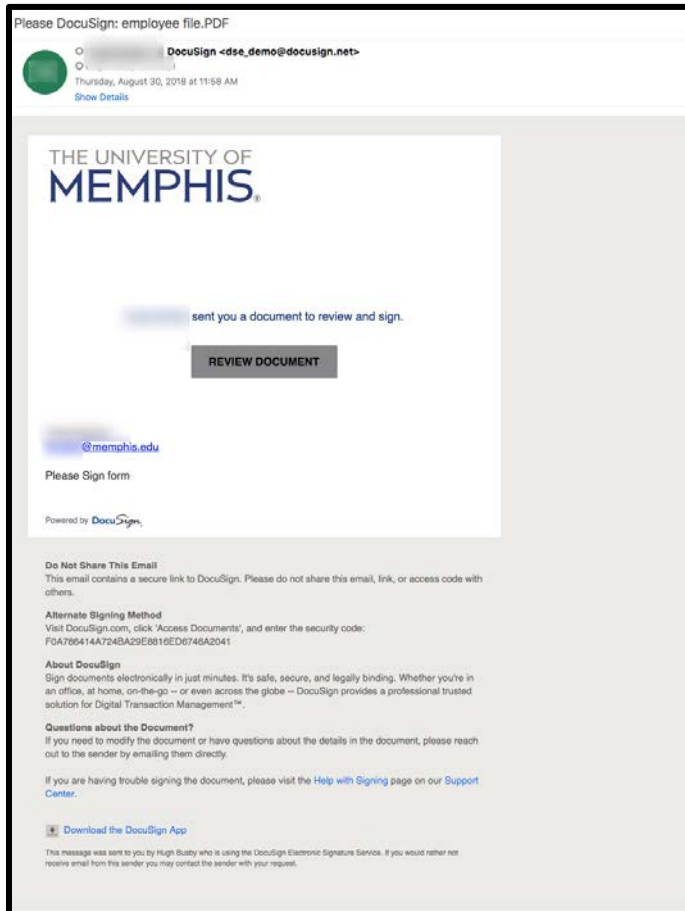 Please DocuSign: employee file.PDF
DocuSign <dse_demo@docusign.net>
Thursday, August 30, 2018 at 11:58 AM
Show Details
THE UNIVERSITY OF
MEMPHIS®
sent you a document to review and sign.
REVIEW DOCUMENT
@memphis.edu
Please Sign form
Powered by DocuSign
Do Not Share This Email
This email contains a secure link to DocuSign. Please do not share this email, link, or access code with
others.
Alternate Signing Method
Visit DocuSign.com, click 'Access Documents', and enter the security code:
F0A786414A724BA29E8816ED6746A2041
About DocuSign
Sign documents electronically in just minutes. It's safe, secure, and legally binding. Whether you're in
an office, at home, on-the-go -- or even across the globe -- DocuSign provides a professional trusted
solution for Digital Transaction Management™.
Questions about the Document?
If you need to modify the document or have questions about the details in the document, please reach
out to the sender by emailing them directly.
If you are having trouble signing the document, please visit the Help with Signing page on our Support
Center.
Download the DocuSign App
This message was sent to you by Hugh Busby who is using the DocuSign Electronic Signature Service. If you would rather not
receive email from this sender you may contact the sender with your request.